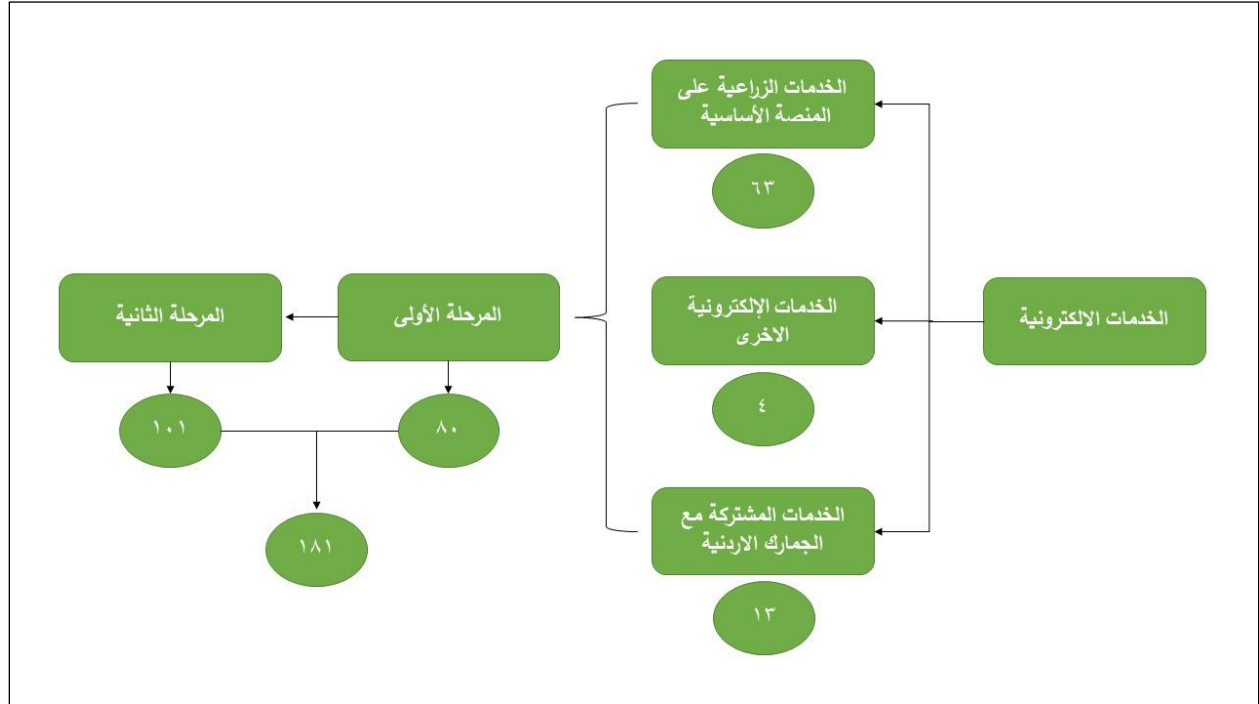 الخدمات الالكترونية
الخدمات الزراعية على
المنصة الأساسية
٦٣
الخدمات الإلكترونية
الاخرى
٤
الخدمات المشتركة مع
الجمارك الاردنية
١٣
المرحلة الأولى
٨٠
المرحلة الثانية
١٠١
١٨١